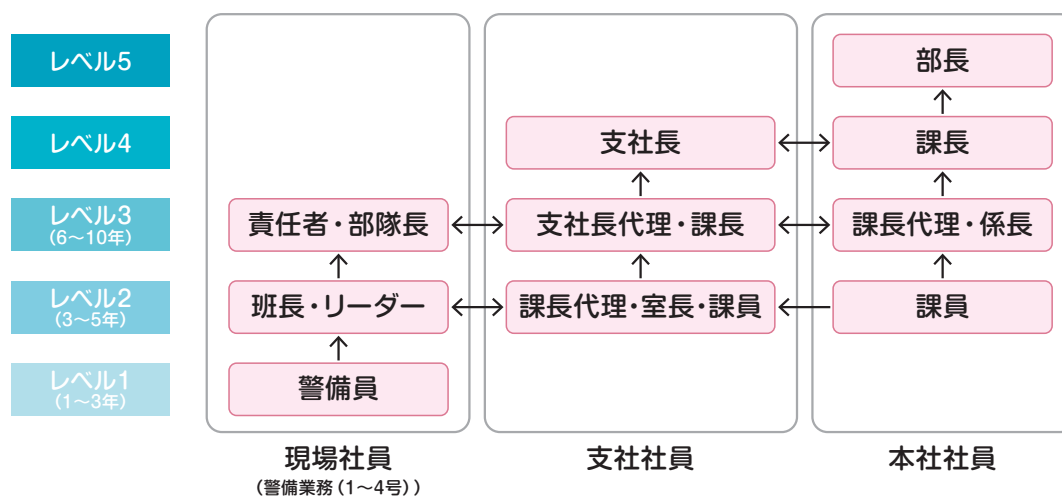 レベル5
部長
レベル4
支社長
課長
レベル3
(6〜10年)
責任者・部隊長
支社長代理・課長
課長代理・係長
レベル2
(3〜5年)
班長・リーダー
課長代理・室長・課員
課員
レベル1
(1〜3年)
警備員
現場社員
(警備業務(1〜4号))
支社社員
本社社員